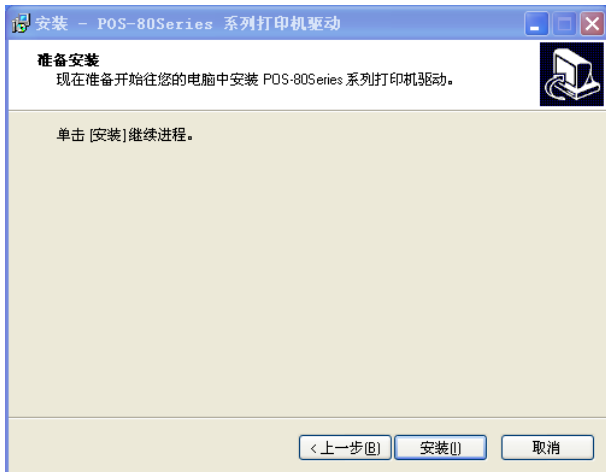 安装 - POS-80Series 系列打印机驱动
准备安装
现在准备开始往您的电脑中安装 POS-80Series 系列打印机驱动。
单击 [安装]继续进程。
<上一步(B) 安装(I) 取消